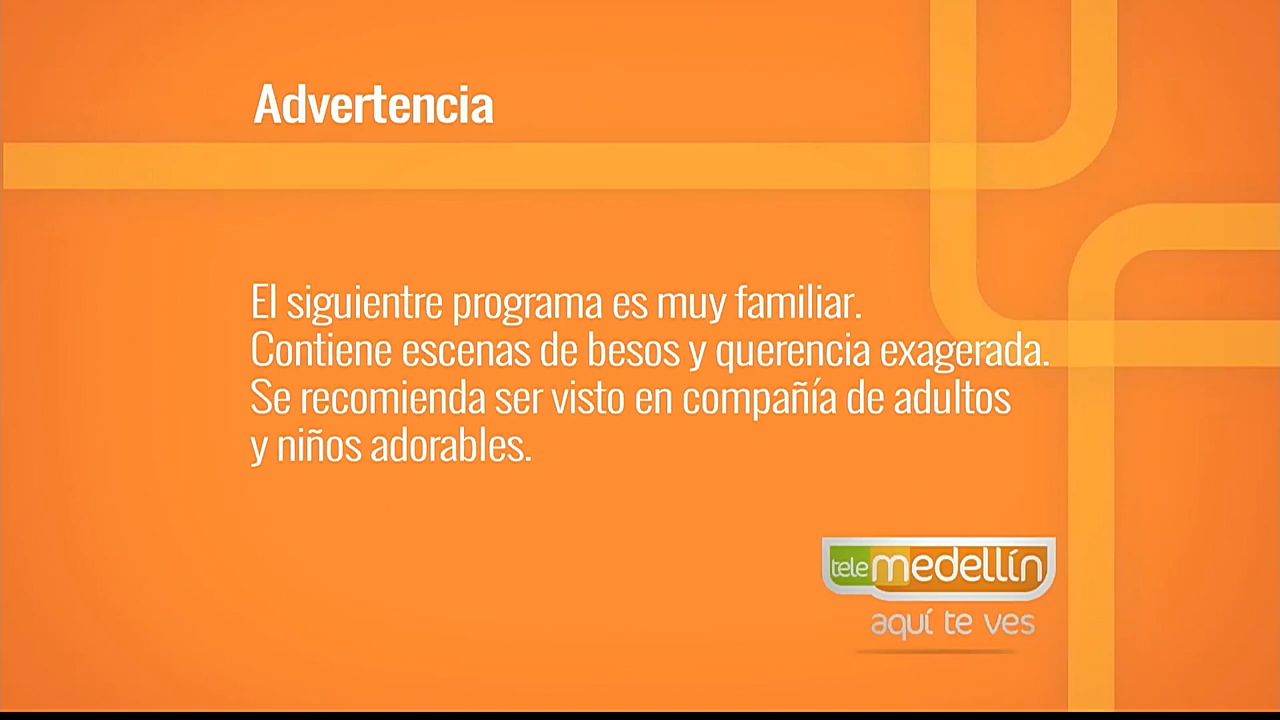 Advertencia
El siguientre programa es muy familiar.
Contiene escenas de besos y querencia exagerada.
Se recomienda ser visto en compañía de adultos
y niños adorables.
tele medellín
aquí te ves